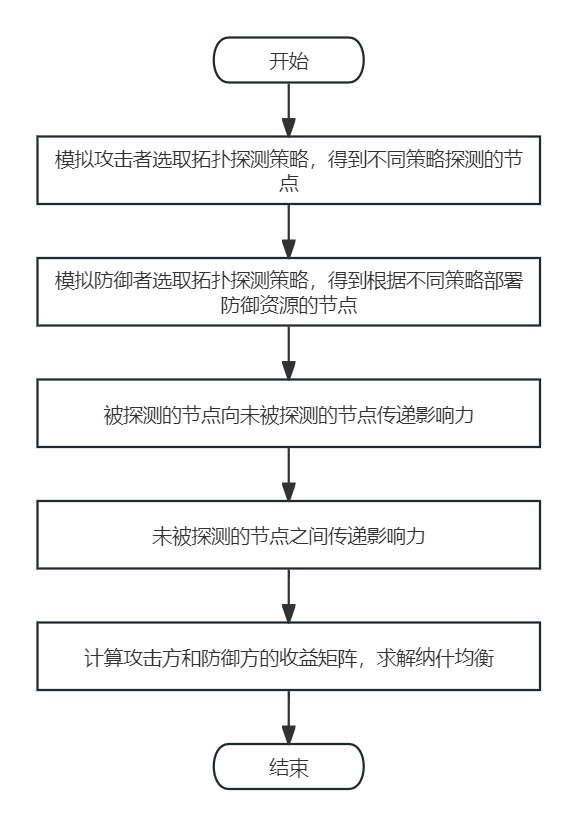 开始
模拟攻击者选取拓扑探测策略，得到不同策略探测的节
点
模拟防御者选取拓扑探测策略，得到根据不同策略部署
防御资源的节点
被探测的节点向未被探测的节点传递影响力
未被探测的节点之间传递影响力
计算攻击方和防御方的收益矩阵，求解纳什均衡
结束